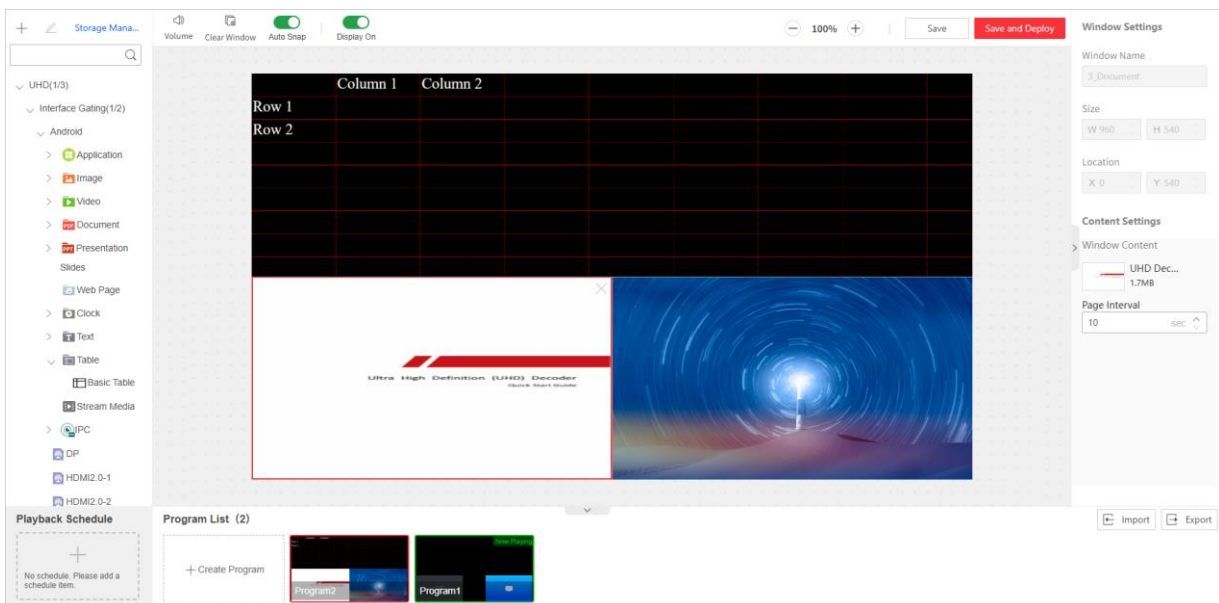 Storage Mana...
Volume
Clear Window
Auto Snap
Display On
100%
Save
Save and Deploy
UHD(1/3)
Interface Gating(1/2)
Android
Application
Image
Video
PDF
Document
PPT
Presentation
Slides
Web Page
Clock
Text
Table
Basic Table
Stream Media
IPC
DP
HDMI2.0-1
HDMI2.0-2
Column 1
Column 2
Row 1
Row 2
Ultra High Definition (UHD) Decoder
Quick Start Guide
Window Settings
Window Name
3_Document
Size
W 960
H 540
Location
X 0
Y 540
Content Settings
Window Content
UHD Dec...
1.7MB
Page Interval
10
sec
Playback Schedule
No schedule. Please add a
schedule item.
Program List (2)
Create Program
Program2
Now Playing
Program1
Import
Export